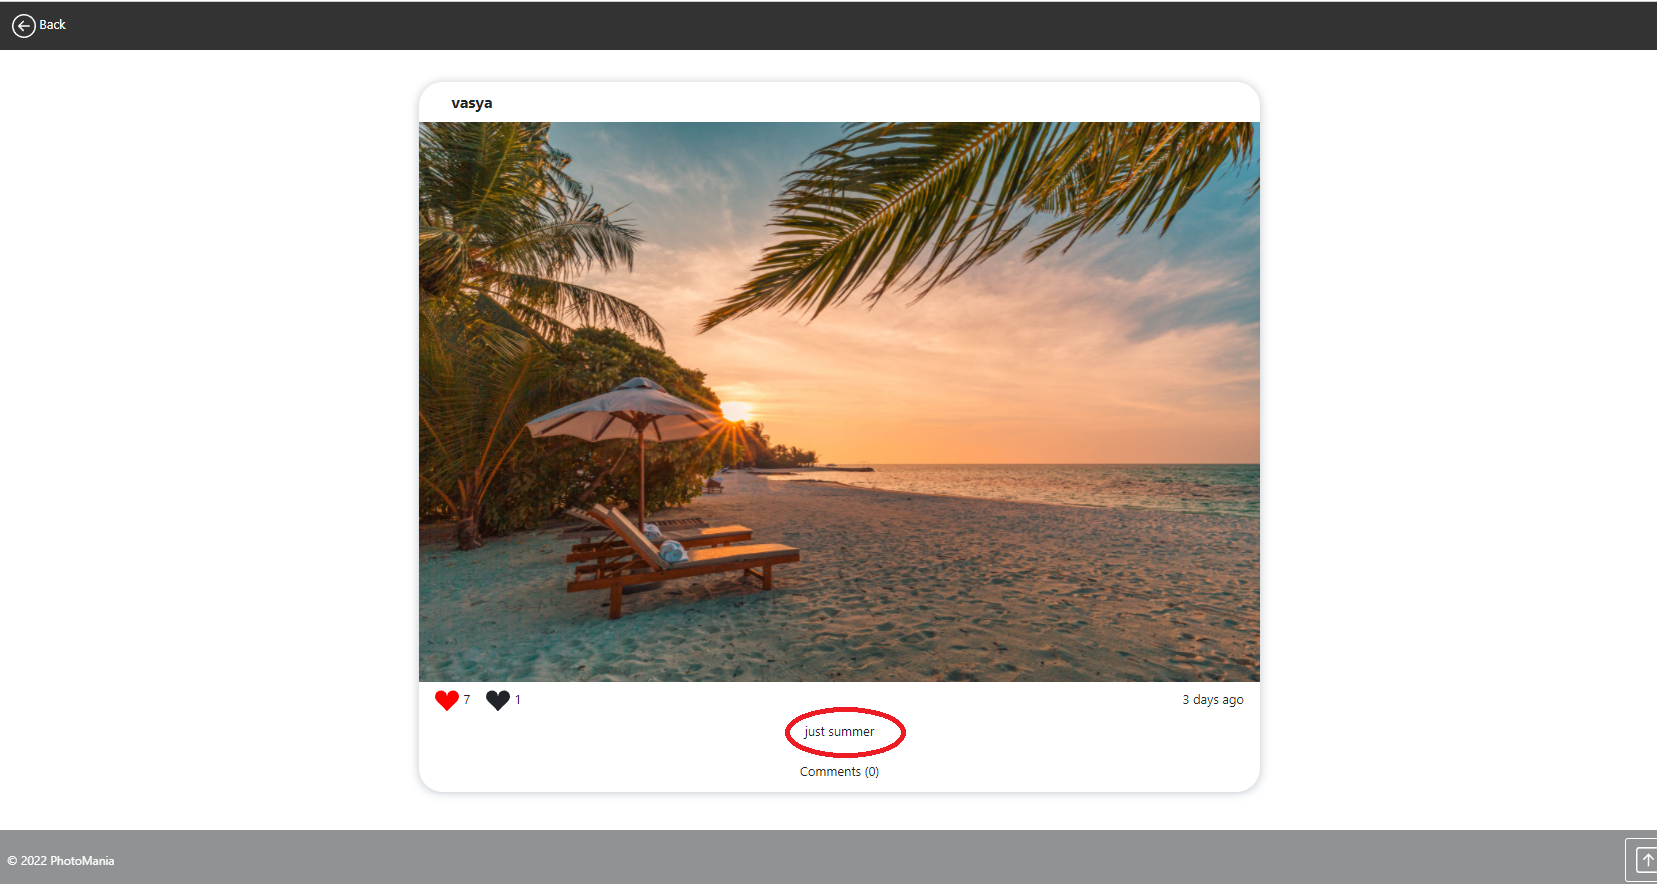 Back
vasya
7 1 3 days ago
just summer
Comments (0)
© 2022 PhotoMania